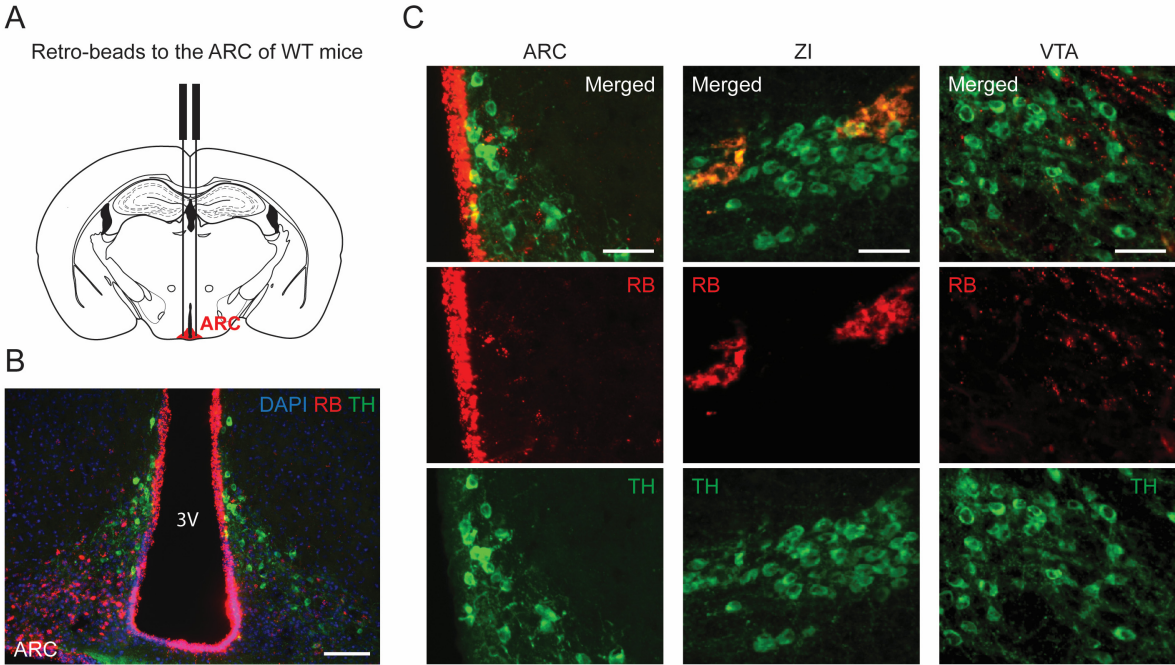 A
Retro-beads to the ARC of WT mice
ARC
B
DAPI RB TH
3V
ARC
C
ARC ZI VTA
Merged Merged Merged
RB RB RB
TH TH TH